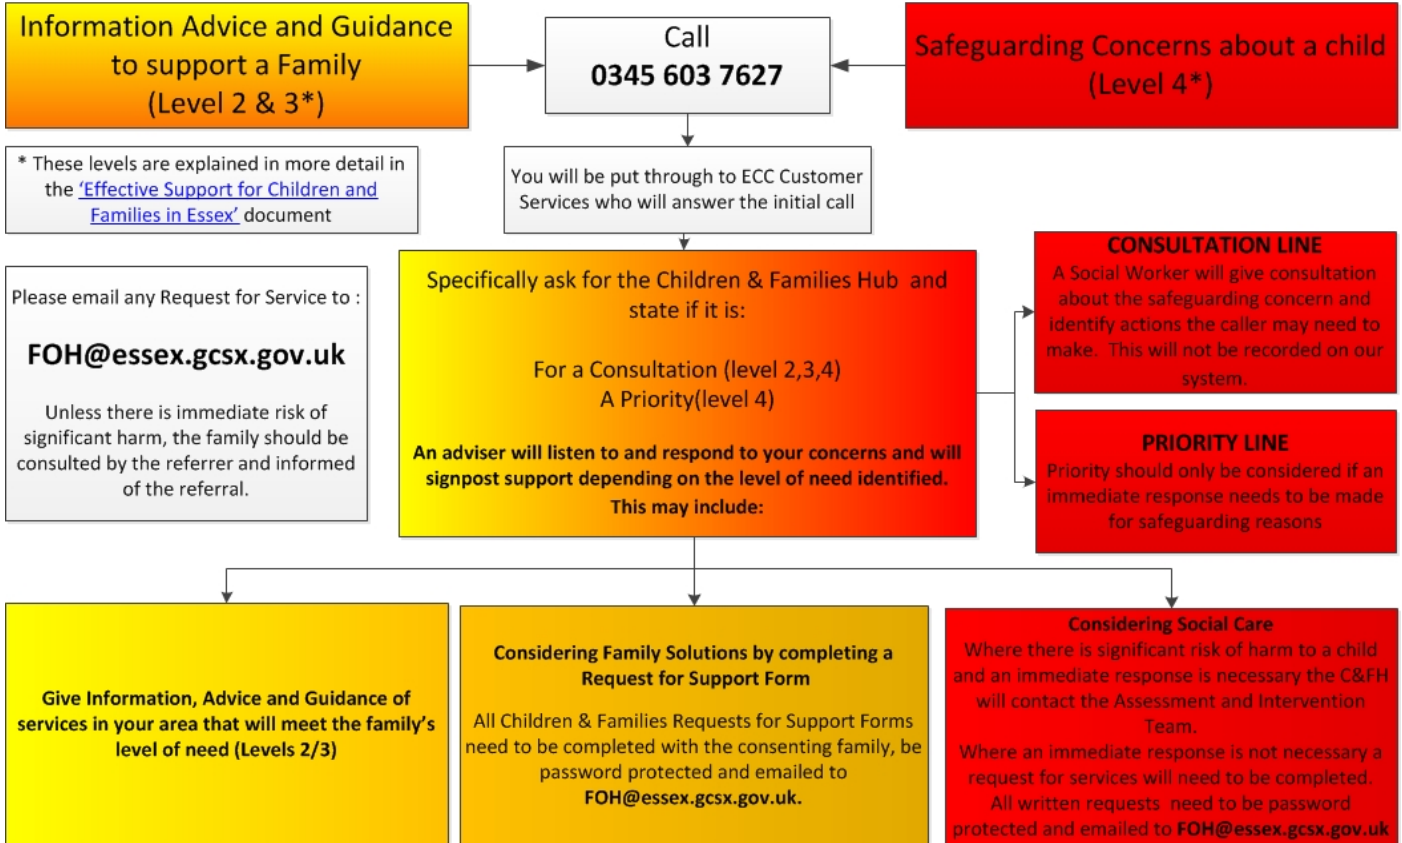 Information Advice and Guidance
to support a Family
(Level 2 & 3*)
Call
0345 603 7627
Safeguarding Concerns about a child
(Level 4*)
* These levels are explained in more detail in
the ‘Effective Support for Children and
Families in Essex’ document
You will be put through to ECC Customer
Services who will answer the initial call
Please email any Request for Service to :
FOH@essex.gcsx.gov.uk
Unless there is immediate risk of
significant harm, the family should be
consulted by the referrer and informed
of the referral.
Specifically ask for the Children & Families Hub and
state if it is:
For a Consultation (level 2,3,4)
A Priority(level 4)
An adviser will listen to and respond to your concerns and will
signpost support depending on the level of need identified.
This may include:
CONSULTATION LINE
A Social Worker will give consultation
about the safeguarding concern and
identify actions the caller may need to
make. This will not be recorded on our
system.
PRIORITY LINE
Priority should only be considered if an
immediate response needs to be made
for safeguarding reasons
Give Information, Advice and Guidance of
services in your area that will meet the family’s
level of need (Levels 2/3)
Considering Family Solutions by completing a
Request for Support Form
All Children & Families Requests for Support Forms
need to be completed with the consenting family, be
password protected and emailed to
FOH@essex.gcsx.gov.uk.
Considering Social Care
Where there is significant risk of harm to a child
and an immediate response is necessary the C&FH
will contact the Assessment and Intervention
Team.
Where an immediate response is not necessary a
request for services will need to be completed.
All written requests need to be password
protected and emailed to FOH@essex.gcsx.gov.uk